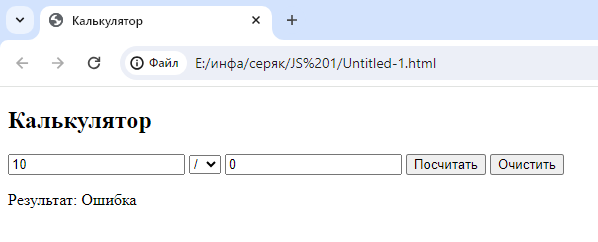 Калькулятор
Файл E:/инфа/серяк/JS%201/Untitled-1.html
Калькулятор
10 / 0 Посчитать Очистить
Результат: Ошибка